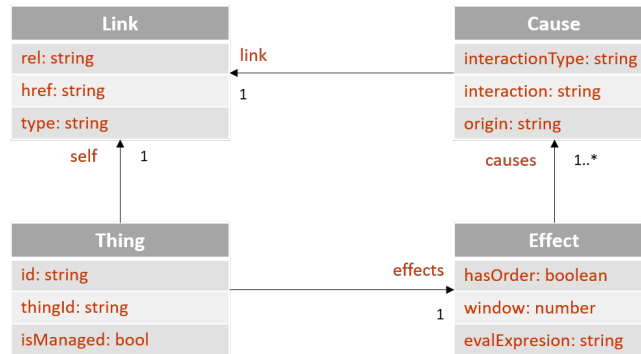 Link
rel: string
href: string
type: string
Cause
interactionType: string
interaction: string
origin: string
link
1
self
1
causes
1..*
Thing
id: string
thingId: string
isManaged: bool
effects
1
Effect
hasOrder: boolean
window: number
evalExpresion: string